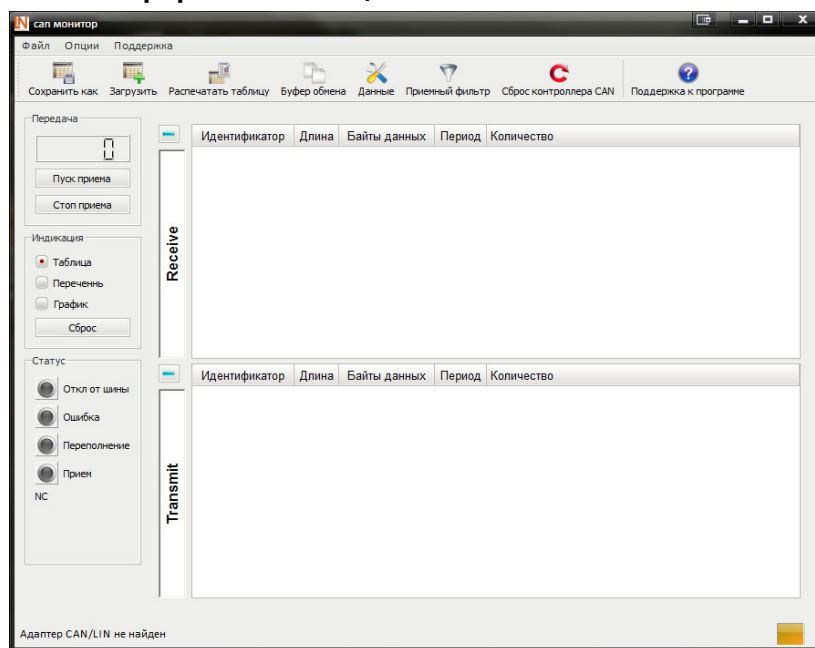 can монитор
Файл Опции Поддержка
Сохранить как Загрузить Распечатать таблицу Буфер обмена Данные Приемный фильтр Сброс контроллера CAN Поддержка к программе
Передача
0
Пуск приема
Стоп приема
Индикация
Таблица
Переченнь
График
Сброс
Статус
Откл от шины
Ошибка
Переполнение
Прием
NC
Идентификатор Длина Байты данных Период Количество
Receive
Идентификатор Длина Байты данных Период Количество
Transmit
Адаптер CAN/LIN не найден